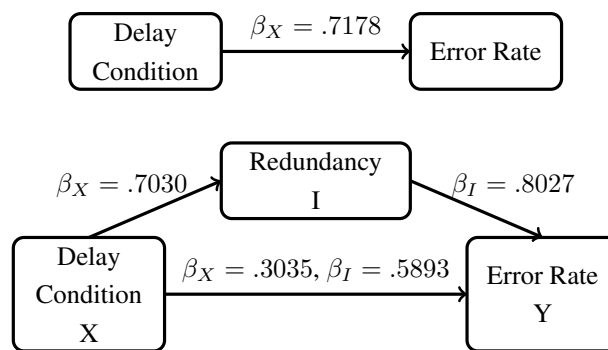 Delay
Condition
β_X = .7178
Error Rate
β_X = .7030
Redundancy
I
β_I = .8027
Delay
Condition
X
β_X = .3035, β_I = .5893
Error Rate
Y